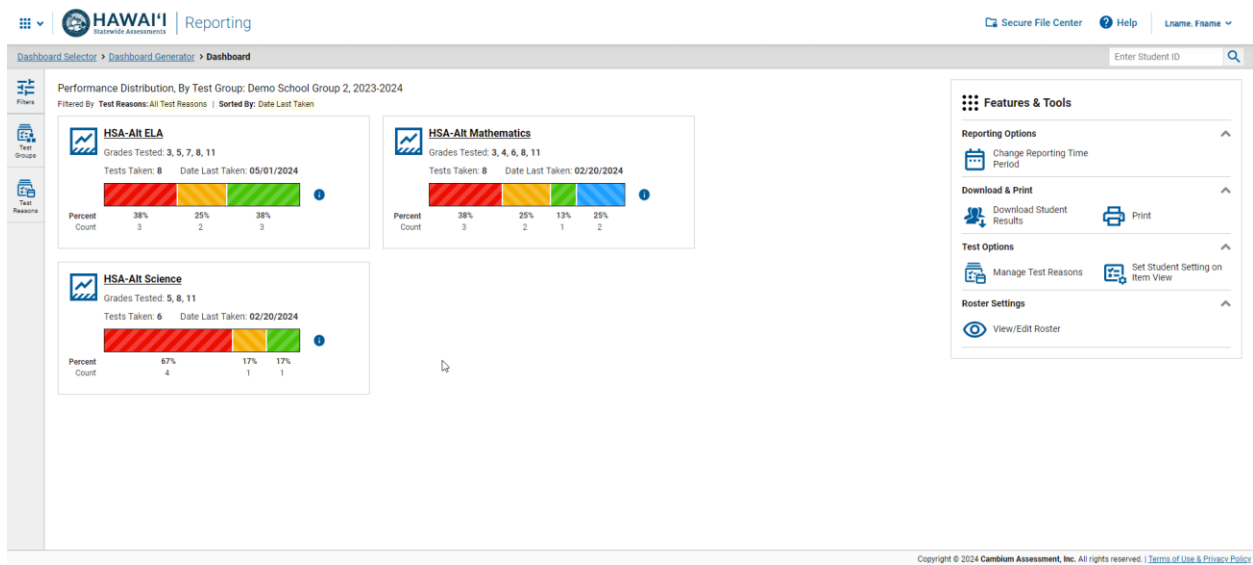 HAWAIʻI
Statewide Assessments
Reporting
Secure File Center
Help
Lname, Fname
Dashboard Selector > Dashboard Generator > Dashboard
Enter Student ID
Filters
Test
Groups
Test
Reasons
Performance Distribution, By Test Group: Demo School Group 2, 2023-2024
Filtered By Test Reasons: All Test Reasons | Sorted By: Date Last Taken
HSA-Alt ELA
Grades Tested: 3, 5, 7, 8, 11
Tests Taken: 8 Date Last Taken: 05/01/2024
Percent 38% 25% 38%
Count 3 2 3
HSA-Alt Mathematics
Grades Tested: 3, 4, 6, 8, 11
Tests Taken: 8 Date Last Taken: 02/20/2024
Percent 38% 25% 13% 25%
Count 3 2 1 2
HSA-Alt Science
Grades Tested: 5, 8, 11
Tests Taken: 6 Date Last Taken: 02/20/2024
Percent 67% 17% 17%
Count 4 1 1
Features & Tools
Reporting Options
Change Reporting Time
Period
Download & Print
Download Student
Results
Print
Test Options
Manage Test Reasons
Set Student Setting on
Item View
Roster Settings
View/Edit Roster
Copyright © 2024 Cambium Assessment, Inc. All rights reserved. | Terms of Use & Privacy Policy